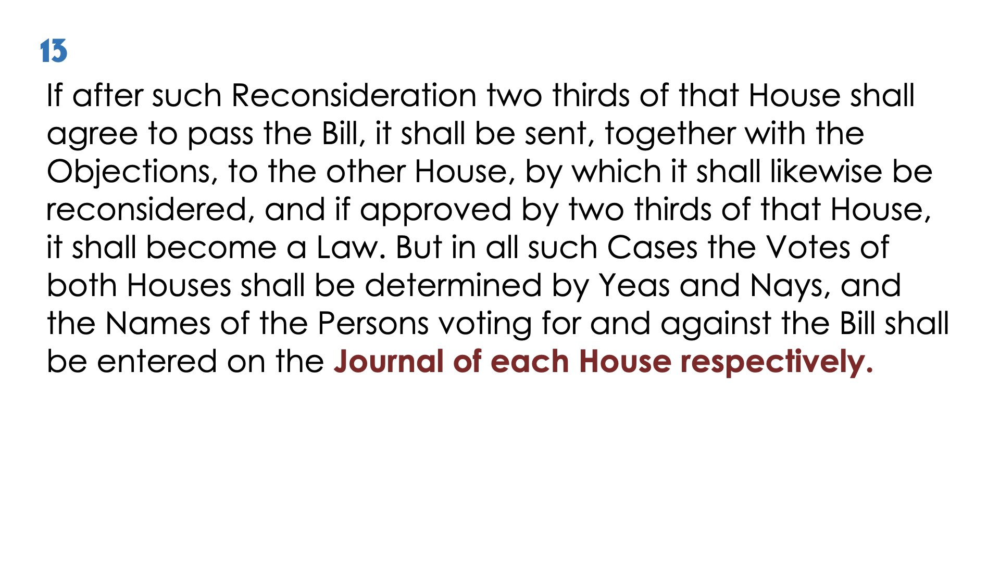 13
If after such Reconsideration two thirds of that House shall
agree to pass the Bill, it shall be sent, together with the
Objections, to the other House, by which it shall likewise be
reconsidered, and if approved by two thirds of that House,
it shall become a Law. But in all such Cases the Votes of
both Houses shall be determined by Yeas and Nays, and
the Names of the Persons voting for and against the Bill shall
be entered on the Journal of each House respectively.